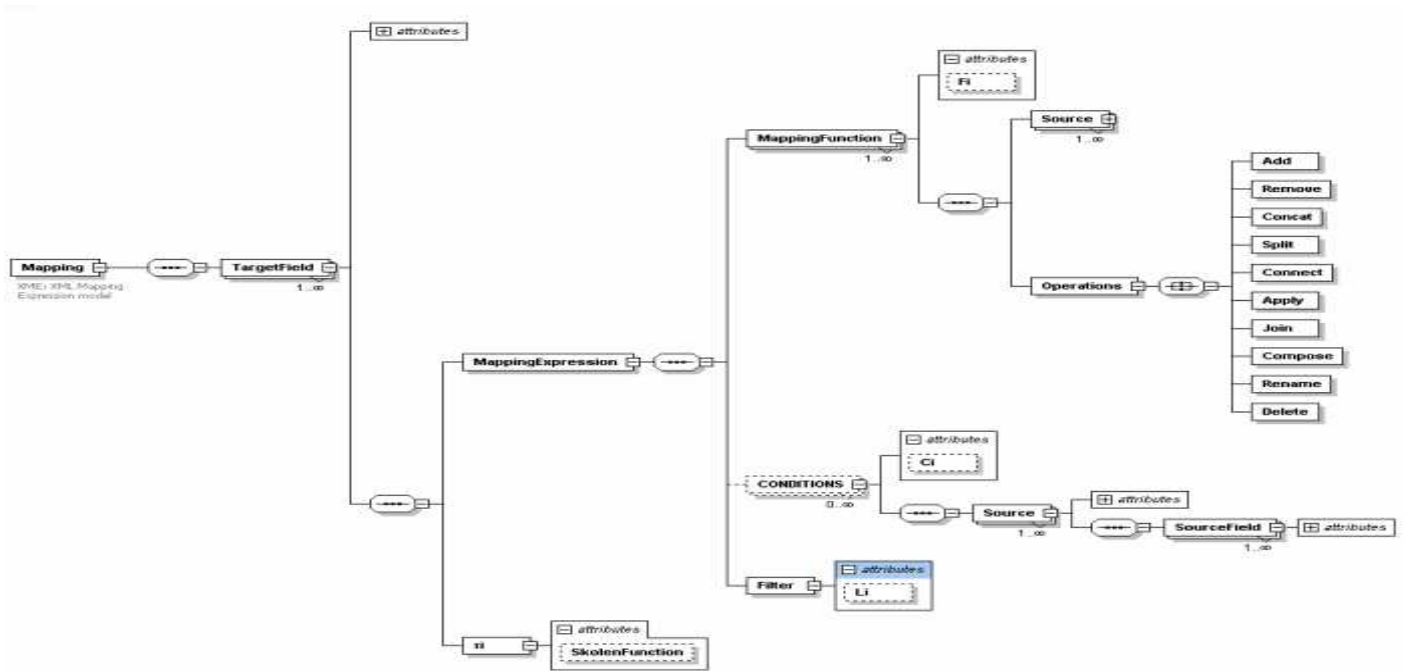 attributes
attributes
Fi
MappingFunction
1..∞
Source
1..∞
Add
Remove
Concat
Split
Connect
Apply
Join
Compose
Rename
Delete
Operations
Mapping
XME: XML Mapping
Expression model
TargetField
1..∞
MappingExpression
attributes
Ci
CONDITIONS
0..∞
Source
1..∞
attributes
SourceField
1..∞
attributes
Filter
attributes
Li
attributes
SkolenFunction